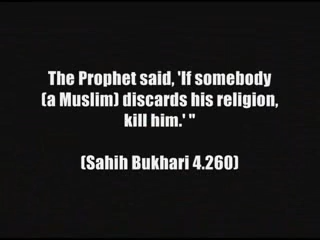 The Prophet said, 'If somebody
(a Muslim) discards his religion,
kill him.' "
(Sahih Bukhari 4.260)